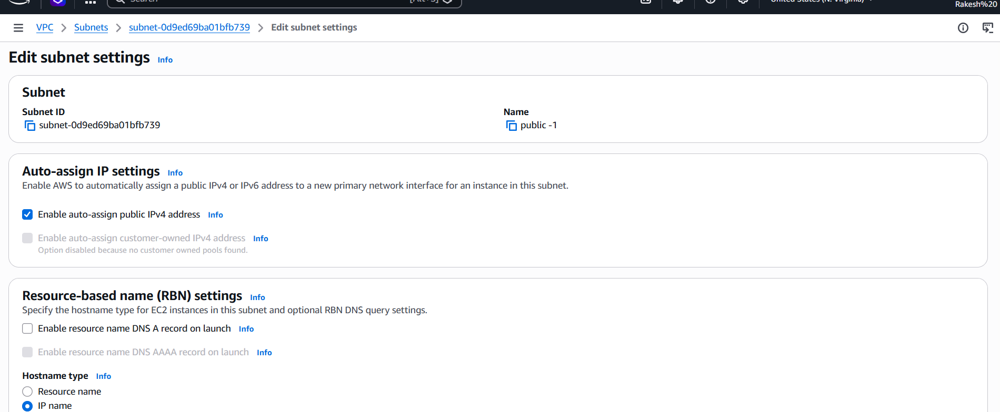 Search [Alt+S] United States (N. Virginia) Rakesh%20
VPC Subnets subnet-0d9ed69ba01bfb739 Edit subnet settings
Edit subnet settings Info
Subnet
Subnet ID Name
subnet-0d9ed69ba01bfb739 public -1
Auto-assign IP settings Info
Enable AWS to automatically assign a public IPv4 or IPv6 address to a new primary network interface for an instance in this subnet.
Enable auto-assign public IPv4 address Info
Enable auto-assign customer-owned IPv4 address Info
Option disabled because no customer owned pools found.
Resource-based name (RBN) settings Info
Specify the hostname type for EC2 instances in this subnet and optional RBN DNS query settings.
Enable resource name DNS A record on launch Info
Enable resource name DNS AAAA record on launch Info
Hostname type Info
Resource name
IP name